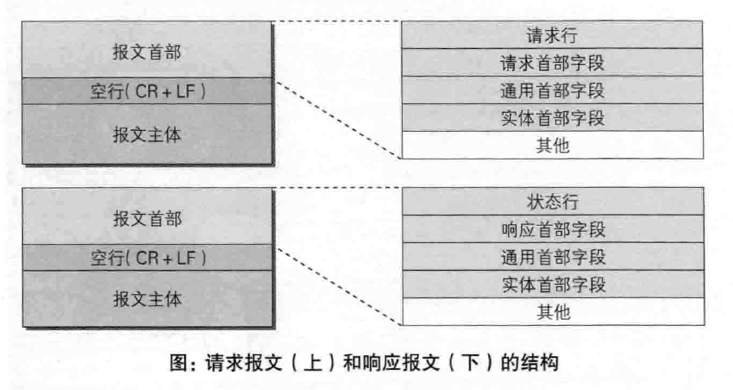 报文首部
空行(CR+LF)
报文主体
请求行
请求首部字段
通用首部字段
实体首部字段
其他
报文首部
空行(CR+LF)
报文主体
状态行
响应首部字段
通用首部字段
实体首部字段
其他
图：请求报文（上）和响应报文（下）的结构